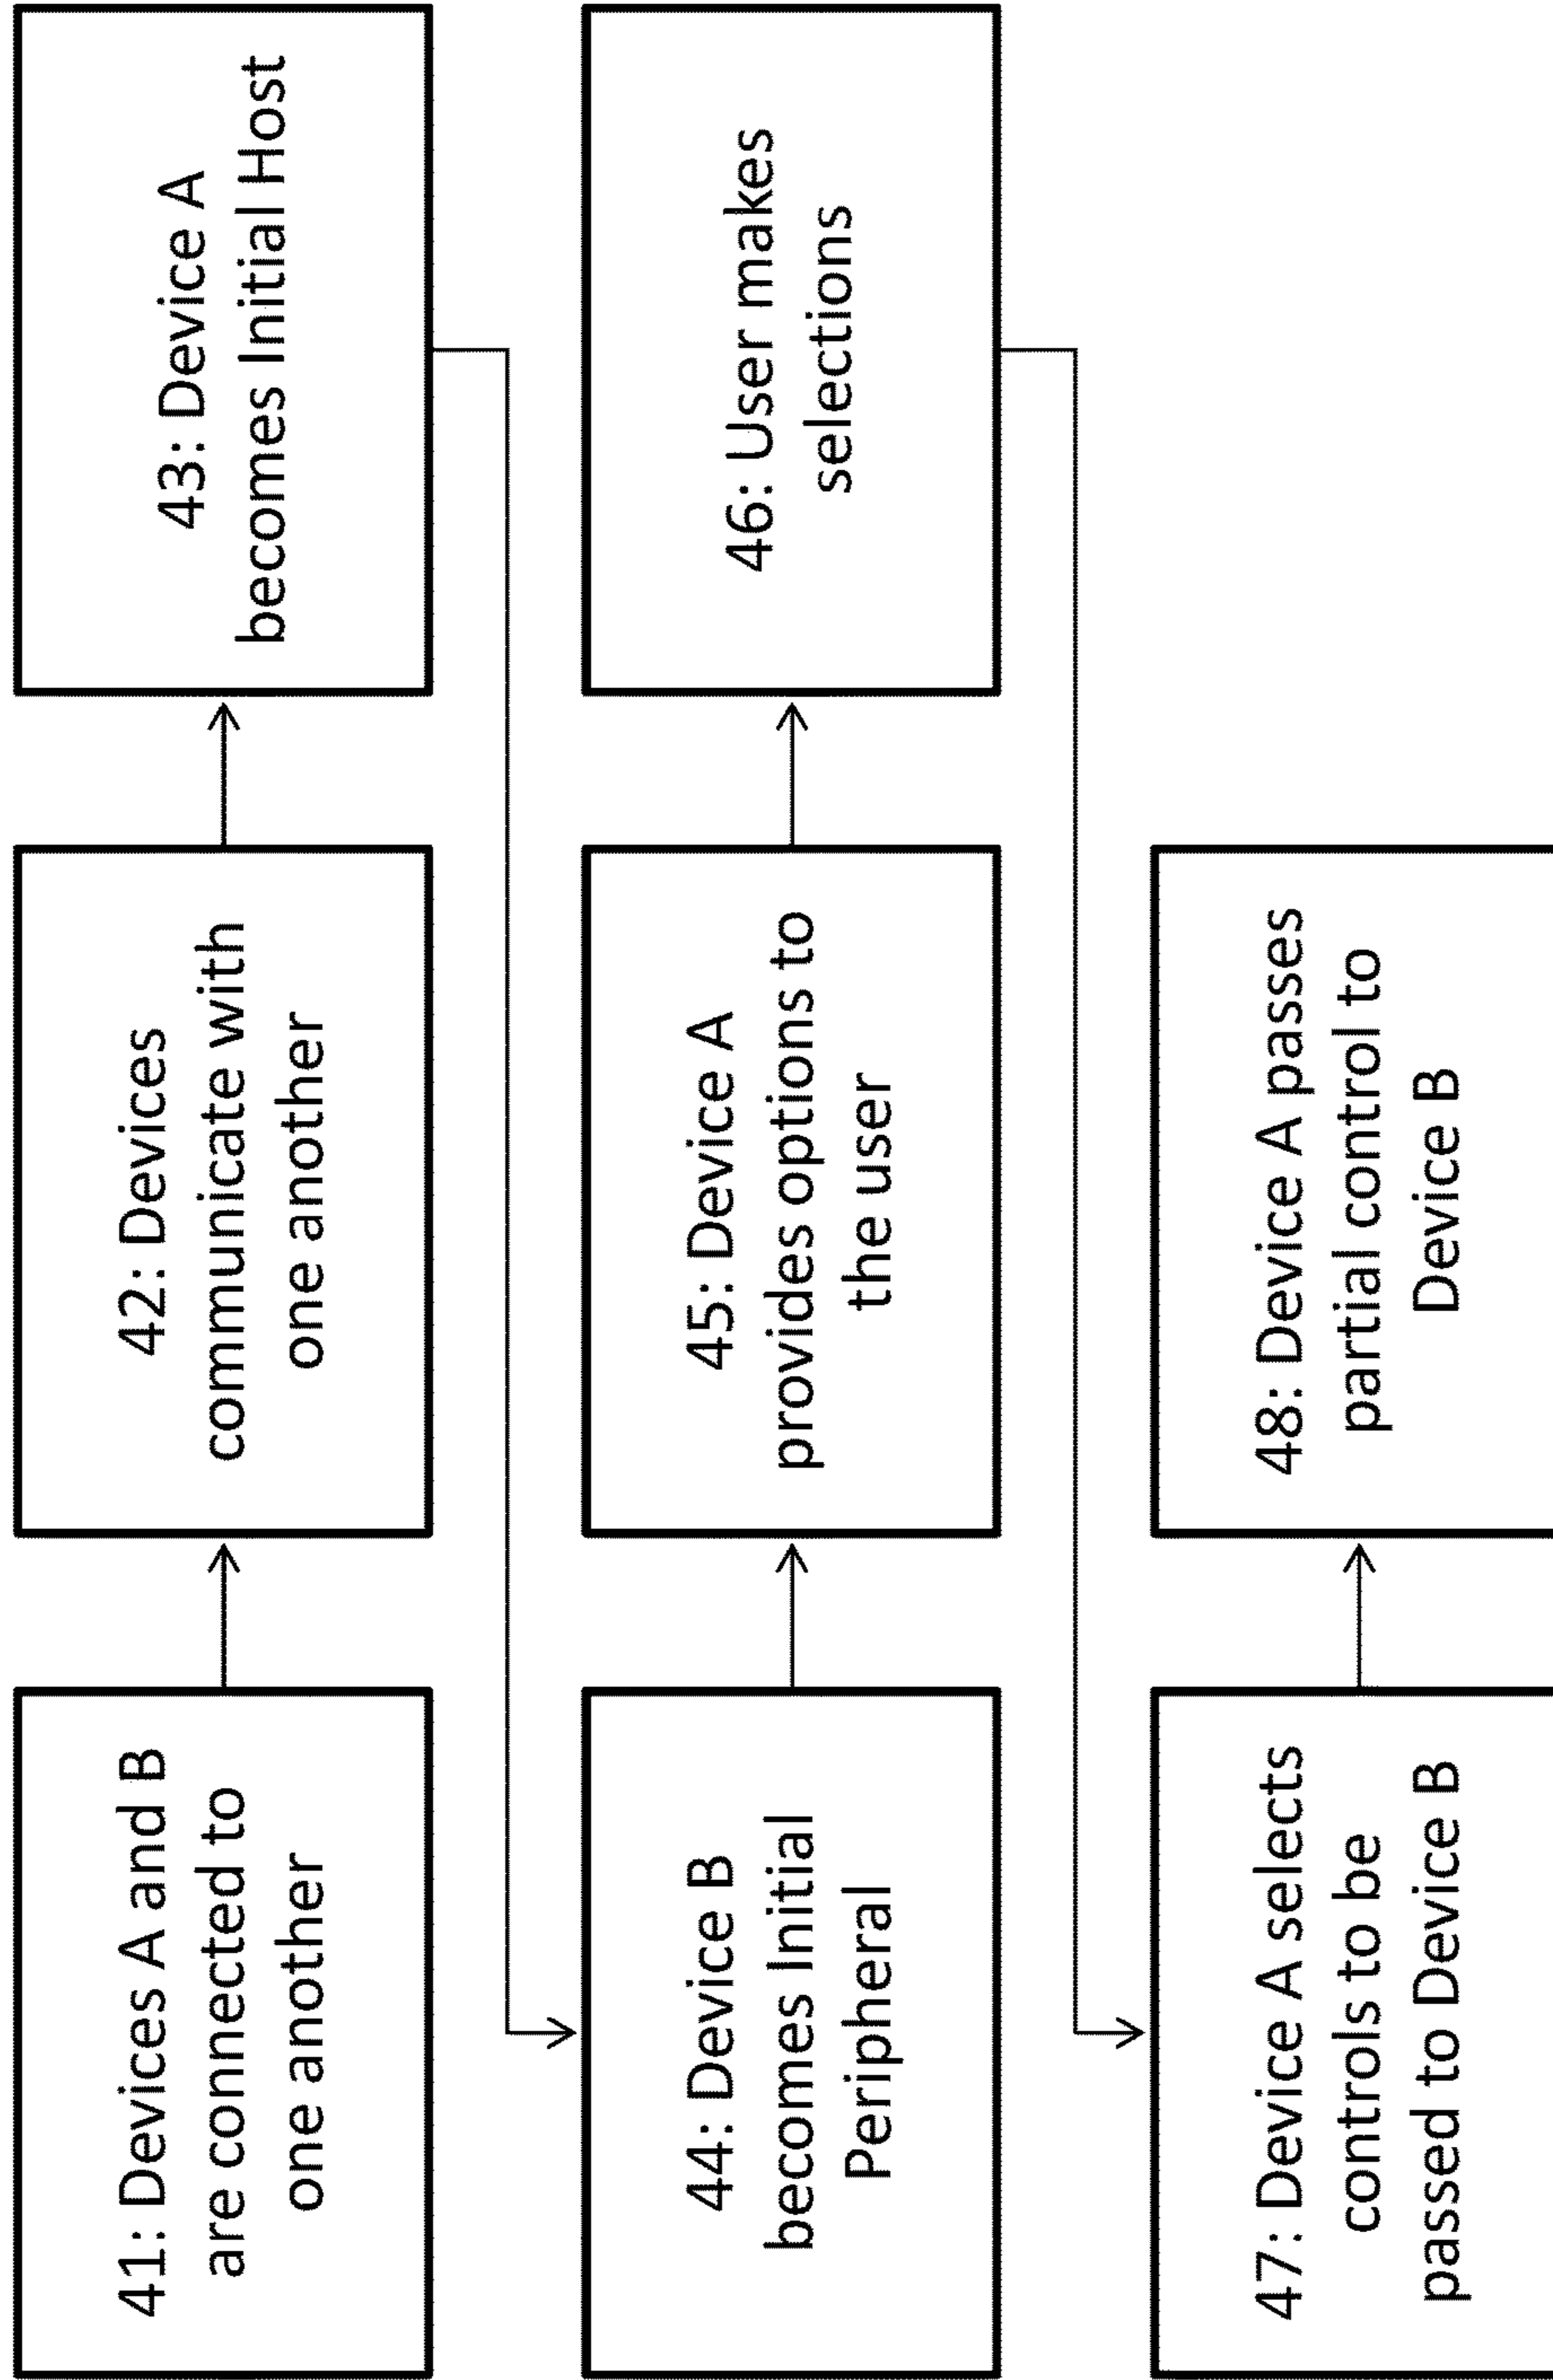 41: Devices A and B
are connected to
one another
42: Devices
communicate with
one another
43: Device A
becomes Initial Host
44: Device B
becomes Initial
Peripheral
45: Device A
provides options to
the user
46: User makes
selections
47: Device A selects
controls to be
passed to Device B
48: Device A passes
partial control to
Device B